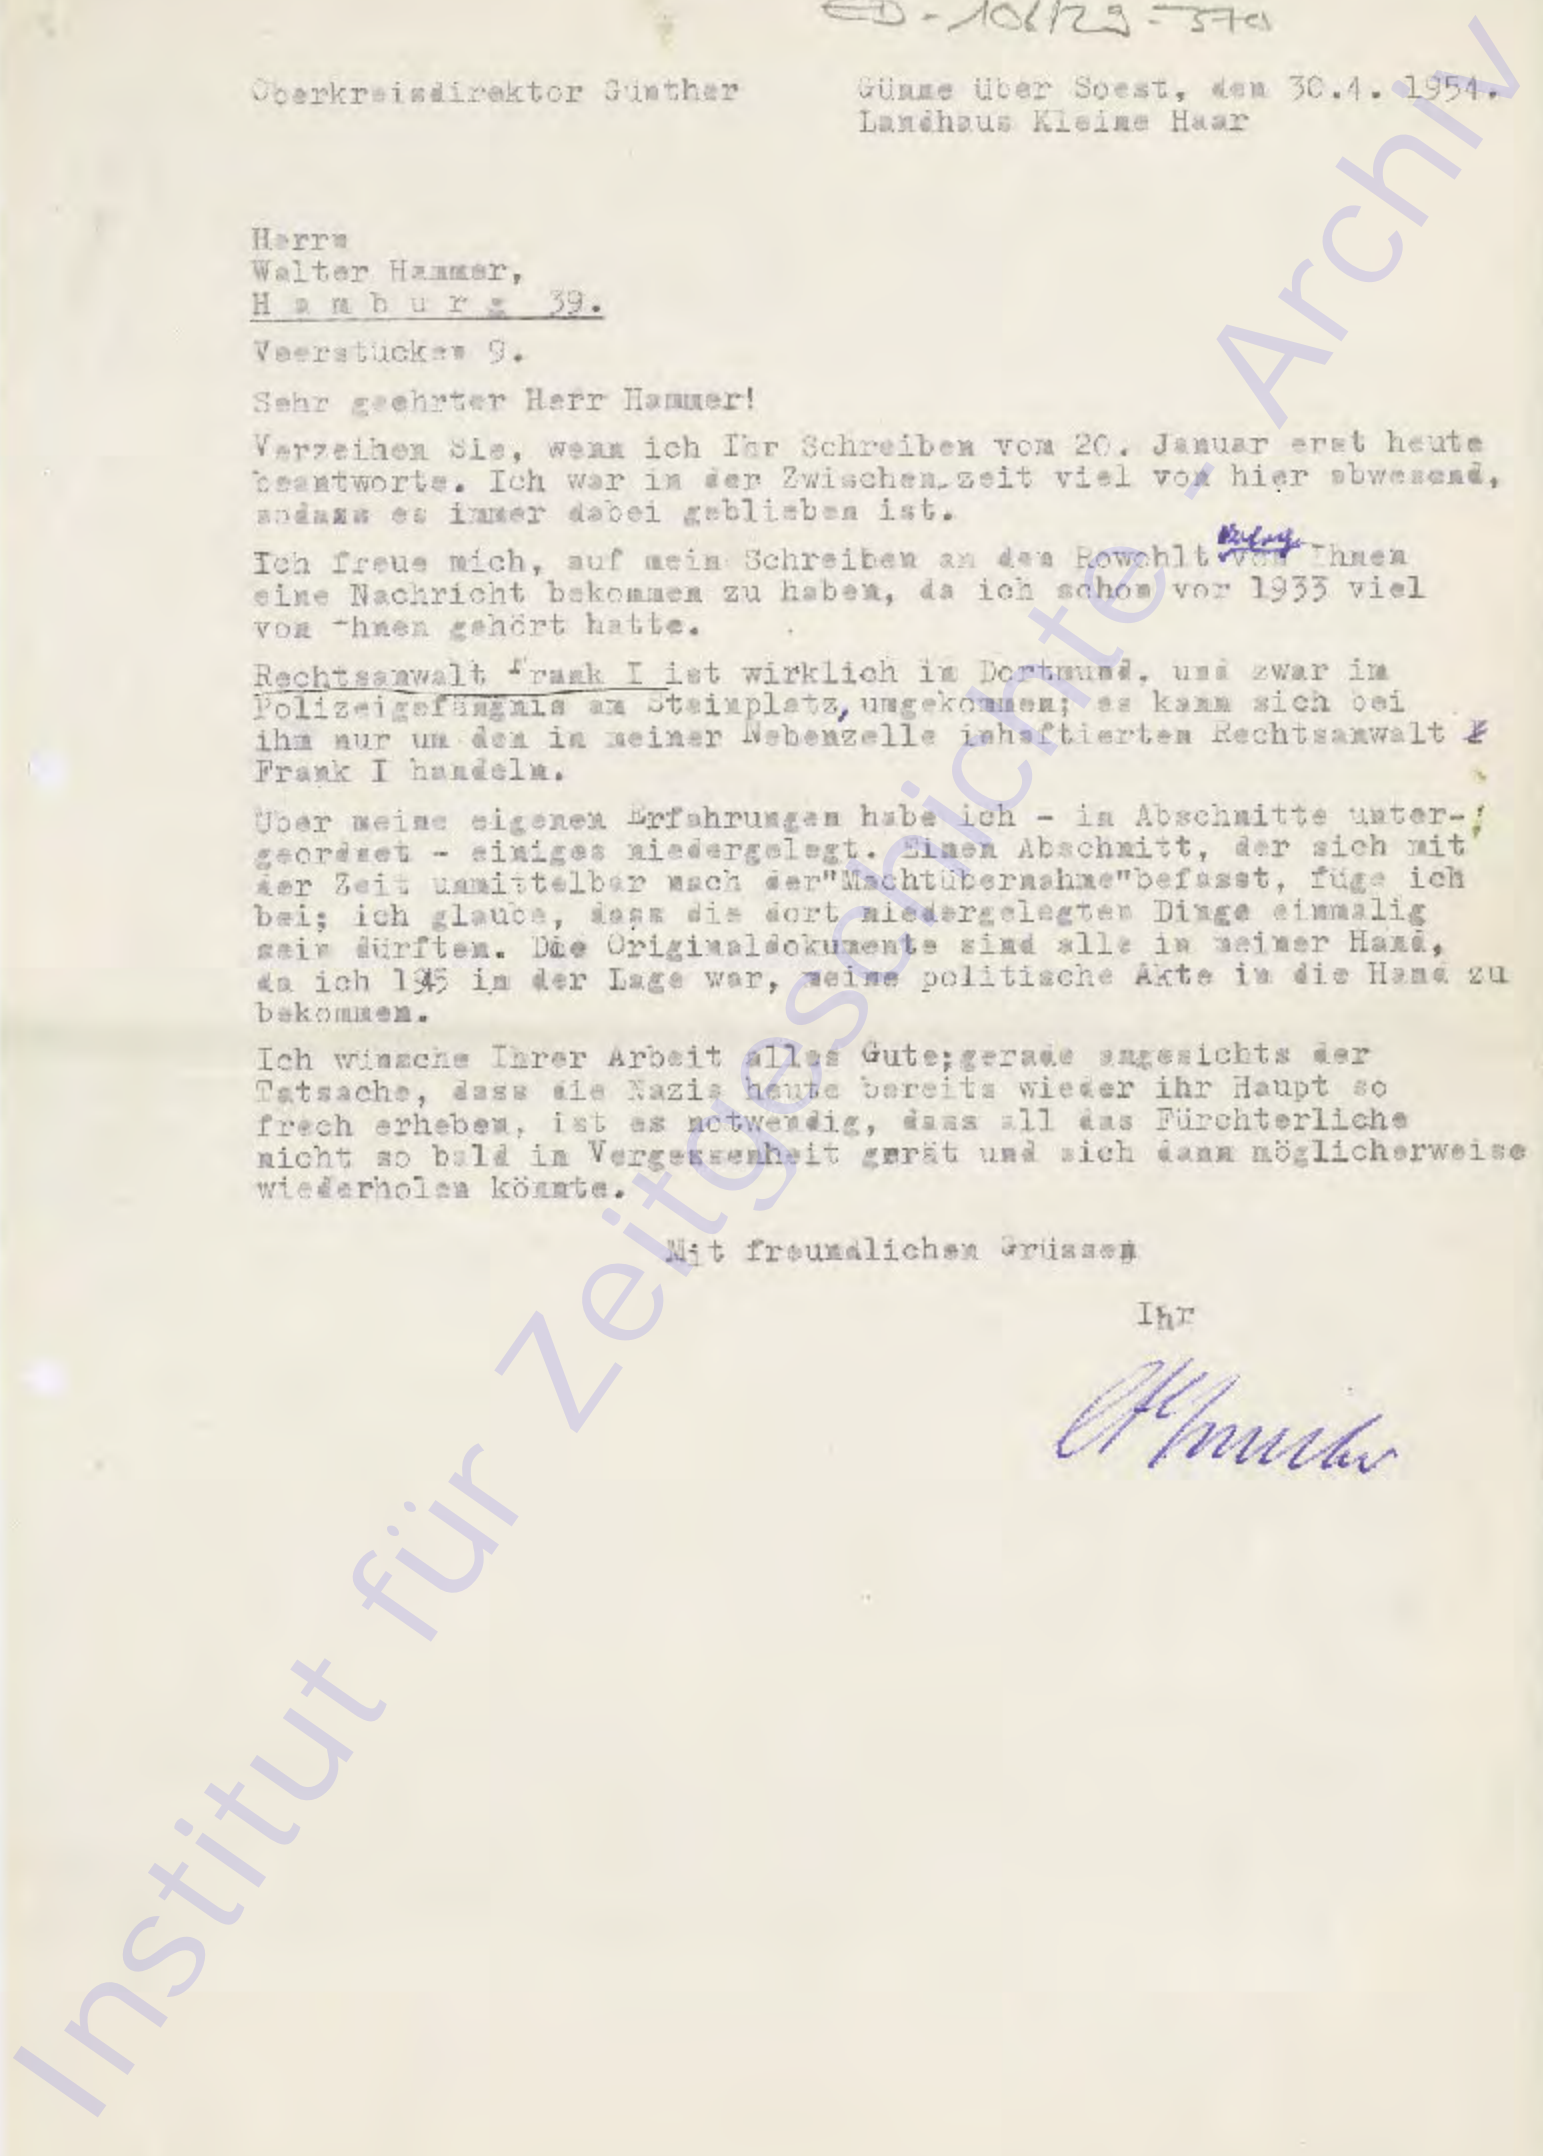 ED-106/29-370
Oberkreisdirektor Günther
Günne über Soest, den 30.4. 1954.
Landhaus Kleine Haar
Herrn
Walter Hammer,
H a m b u r g 39.
Veerstücken 9.
Sehr geehrter Herr Hammer!
Verzeihen Sie, wenn ich Ihr Schreiben vom 20. Januar erst heute
beantworte. Ich war in der Zwischen-zeit viel von hier abwesend,
sodass es immer dabei geblieben ist.
Ich freue mich, auf mein Schreiben an den Rowohlt Verlag von Ihnen
eine Nachricht bekommen zu haben, da ich schon vor 1933 viel
von Ihnen gehört hatte.
Rechtsanwalt Frank I ist wirklich in Dortmund, und zwar im
Polizeigefängnis am Steinplatz, umgekommen; es kann sich bei
ihm nur um den in meiner Nebenzelle inhaftierten Rechtsanwalt
Frank I handeln.
Über meine eigenen Erfahrungen habe ich - in Abschnitte unter-
geordnet - einiges niedergelegt. Einen Abschnitt, der sich mit
der Zeit unmittelbar nach der"Machtübernahme"befasst, füge ich
bei; ich glaube, dass die dort niedergelegten Dinge einmalig
sein dürften. Die Originaldokumente sind alle in meiner Hand,
da ich 1945 in der Lage war, meine politische Akte in die Hand zu
bekommen.
Ich wünsche Ihrer Arbeit alles Gute;gerade angesichts der
Tatsache, dass die Nazis heute bereits wieder ihr Haupt so
frech erheben, ist es notwendig, dass all das Fürchterliche
nicht so bald in Vergessenheit gerät und sich dann möglicherweise
wiederholen könnte.
Mit freundlichen Grüssen
Ihr
Institut für Zeitgeschichte - Archiv